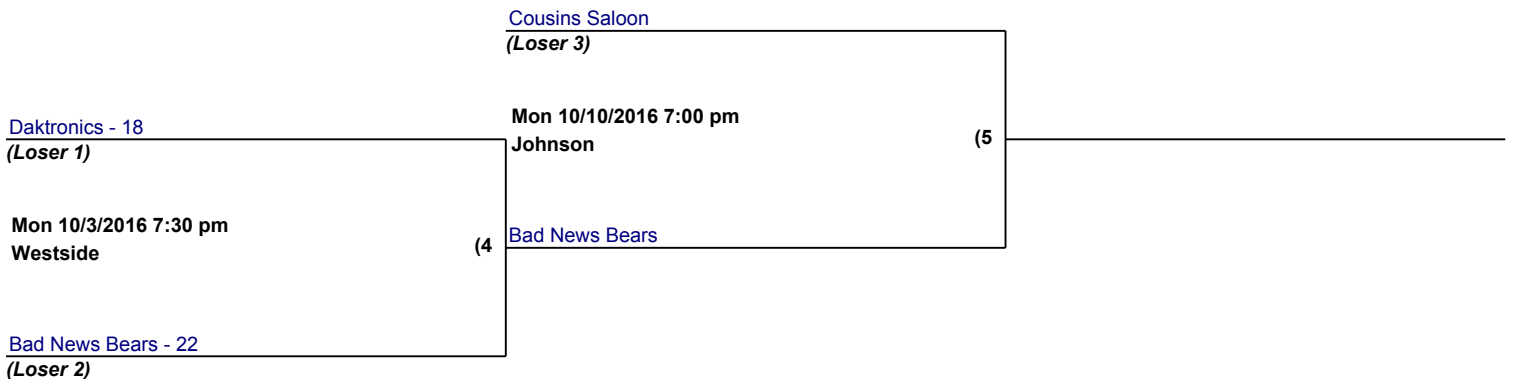 Cousins Saloon
(Loser 3)
Mon 10/10/2016 7:00 pm
Johnson
(5
Daktronics - 18
(Loser 1)
Mon 10/3/2016 7:30 pm
Westside
(4
Bad News Bears
Bad News Bears - 22
(Loser 2)